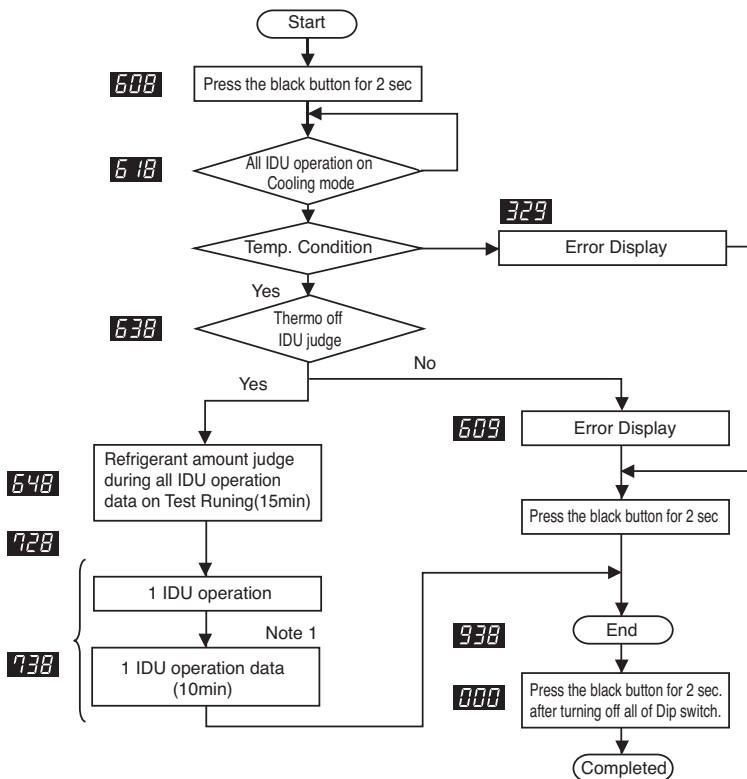 Start
608
Press the black button for 2 sec
618
All IDU operation on
Cooling mode
329
Temp. Condition
Error Display
Yes
638
Thermo off
IDU judge
No
Yes
609
Error Display
648
Refrigerant amount judge
during all IDU operation
data on Test Runing(15min)
Press the black button for 2 sec
728
1 IDU operation
Note 1
938
End
738
1 IDU operation data
(10min)
000
Press the black button for 2 sec.
after turning off all of Dip switch.
Completed